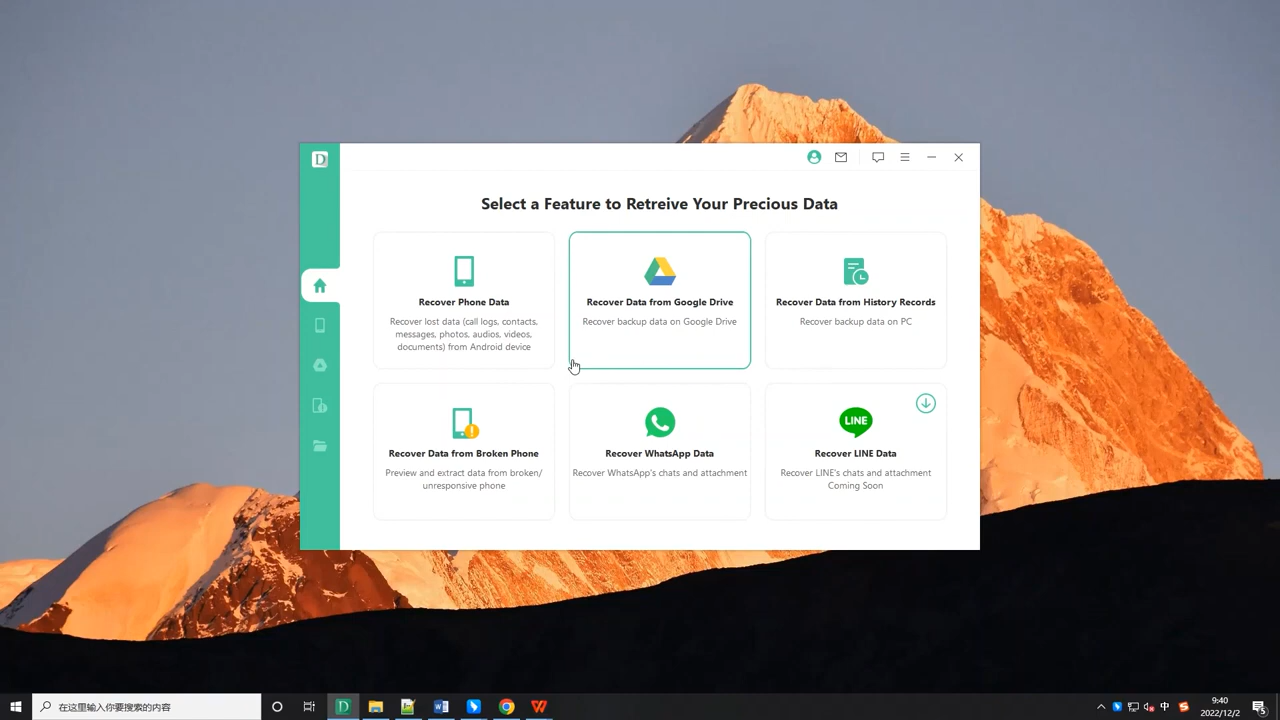 D
Select a Feature to Retreive Your Precious Data
Recover Phone Data
Recover lost data (call logs, contacts,
messages, photos, audios, videos,
documents) from Android device
Recover Data from Google Drive
Recover backup data on Google Drive
Recover Data from History Records
Recover backup data on PC
Recover Data from Broken Phone
Preview and extract data from broken/
unresponsive phone
Recover WhatsApp Data
Recover WhatsApp's chats and attachment
LINE
Recover LINE Data
Recover LINE's chats and attachment
Coming Soon
在这里输入你要搜索的内容
D
W
中
S
9:40
2022/12/2
5